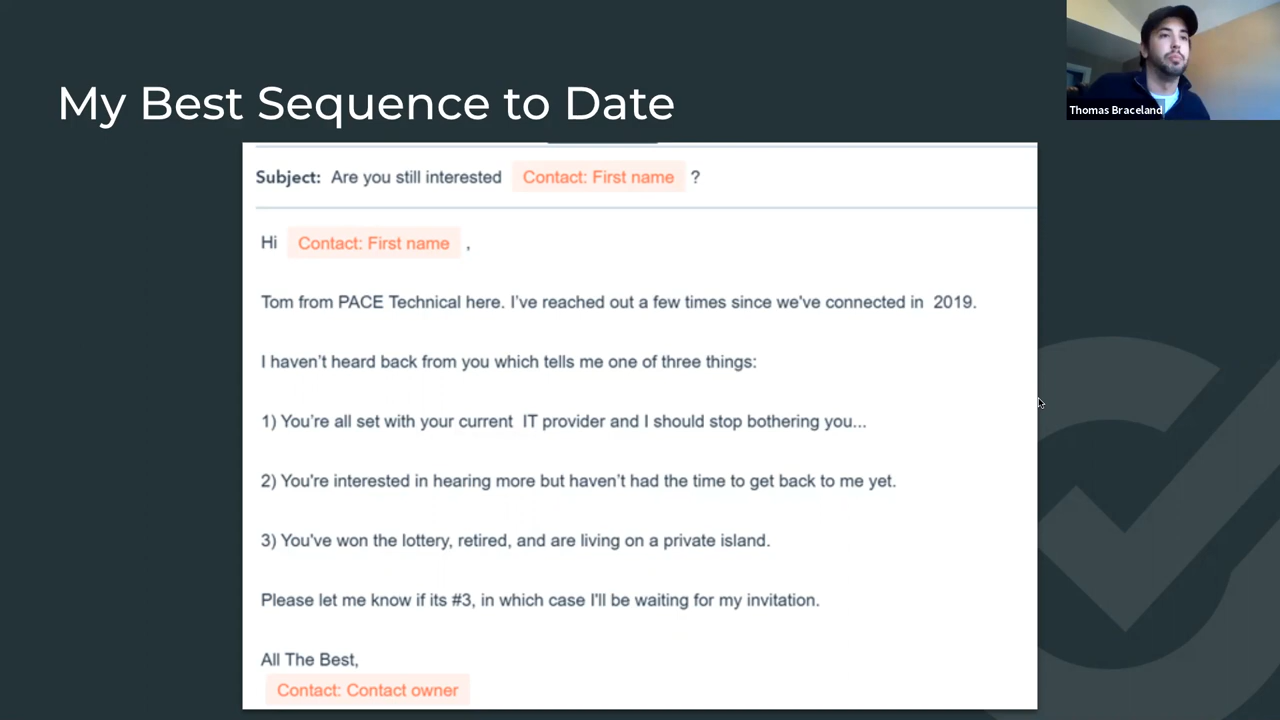 Thomas Braceland
My Best Sequence to Date
Subject: Are you still interested Contact: First name ?
Hi Contact: First name ,
Tom from PACE Technical here. I've reached out a few times since we've connected in 2019.
I haven't heard back from you which tells me one of three things:
1) You're all set with your current IT provider and I should stop bothering you...
2) You're interested in hearing more but haven't had the time to get back to me yet.
3) You've won the lottery, retired, and are living on a private island.
Please let me know if its #3, in which case I'll be waiting for my invitation.
All The Best,
Contact: Contact owner